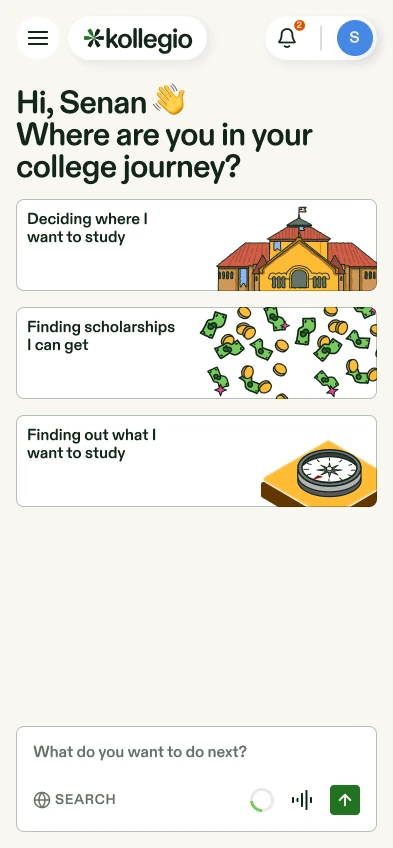 kollegio
2
S
Hi, Senan 👋
Where are you in your
college journey?
Deciding where I
want to study
Finding scholarships
I can get
Finding out what I
want to study
What do you want to do next?
SEARCH